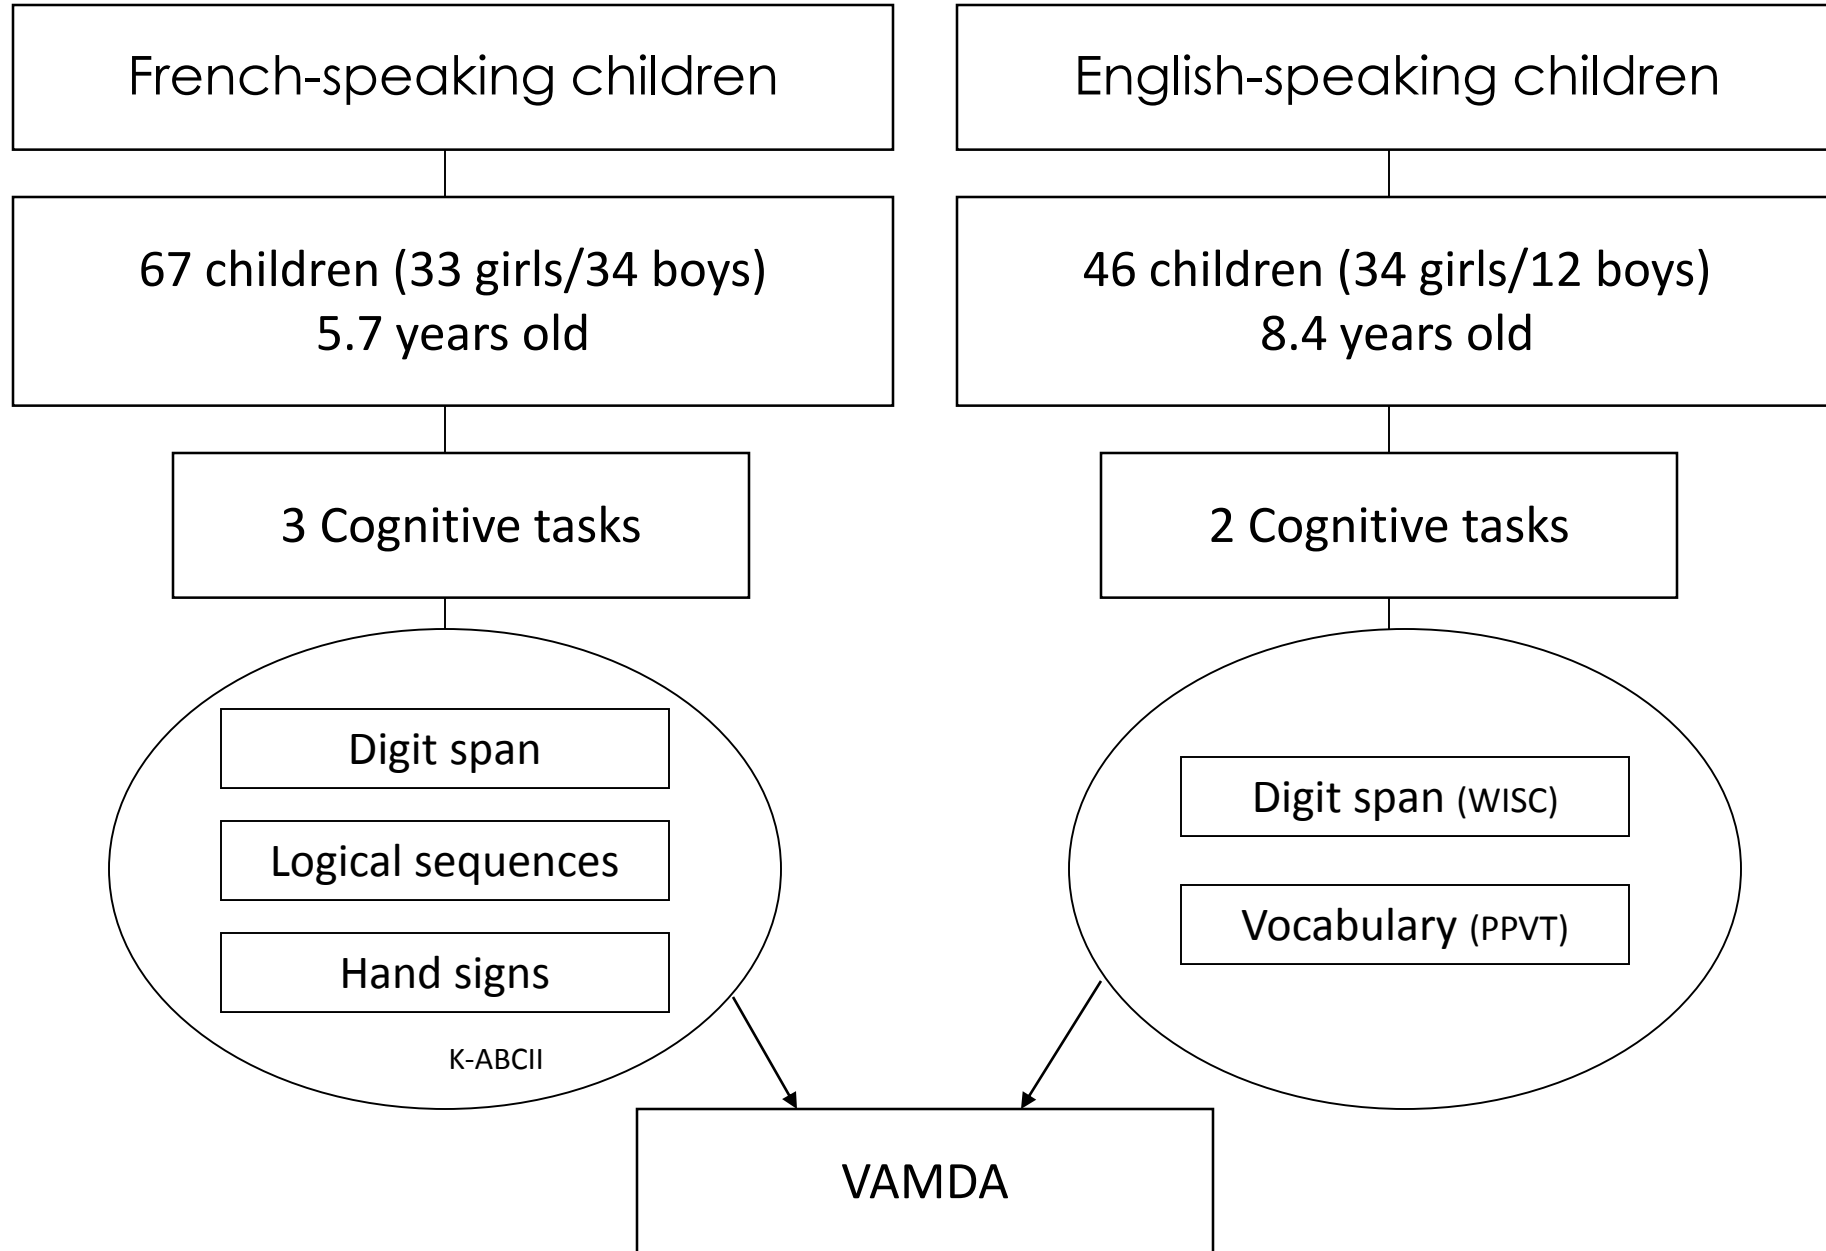 French-speaking children
67 children (33 girls/34 boys)
5.7 years old
3 Cognitive tasks
Digit span
Logical sequences
Hand signs
K-ABCII
English-speaking children
46 children (34 girls/12 boys)
8.4 years old
2 Cognitive tasks
Digit span (WISC)
Vocabulary (PPVT)
VAMDA